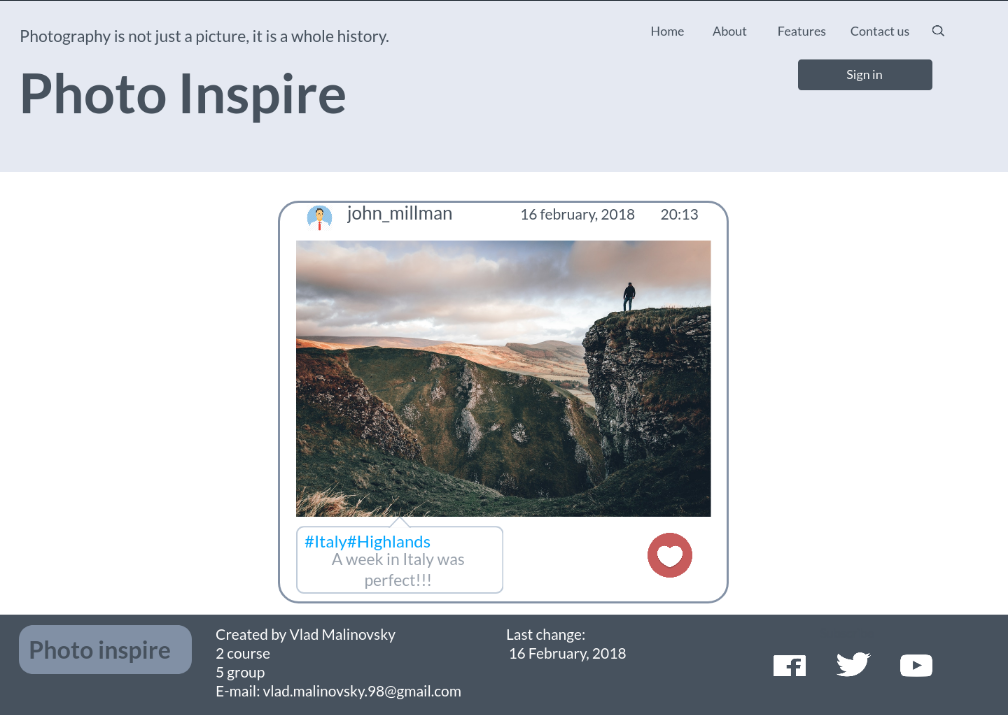 Photography is not just a picture, it is a whole history.
Home About Features Contact us
Photo Inspire
Sign in
john_millman 16 february, 2018 20:13
#Italy#Highlands
A week in Italy was
perfect!!!
Photo inspire
Created by Vlad Malinovsky
2 course
5 group
E-mail: vlad.malinovsky.98@gmail.com
Last change:
16 February, 2018